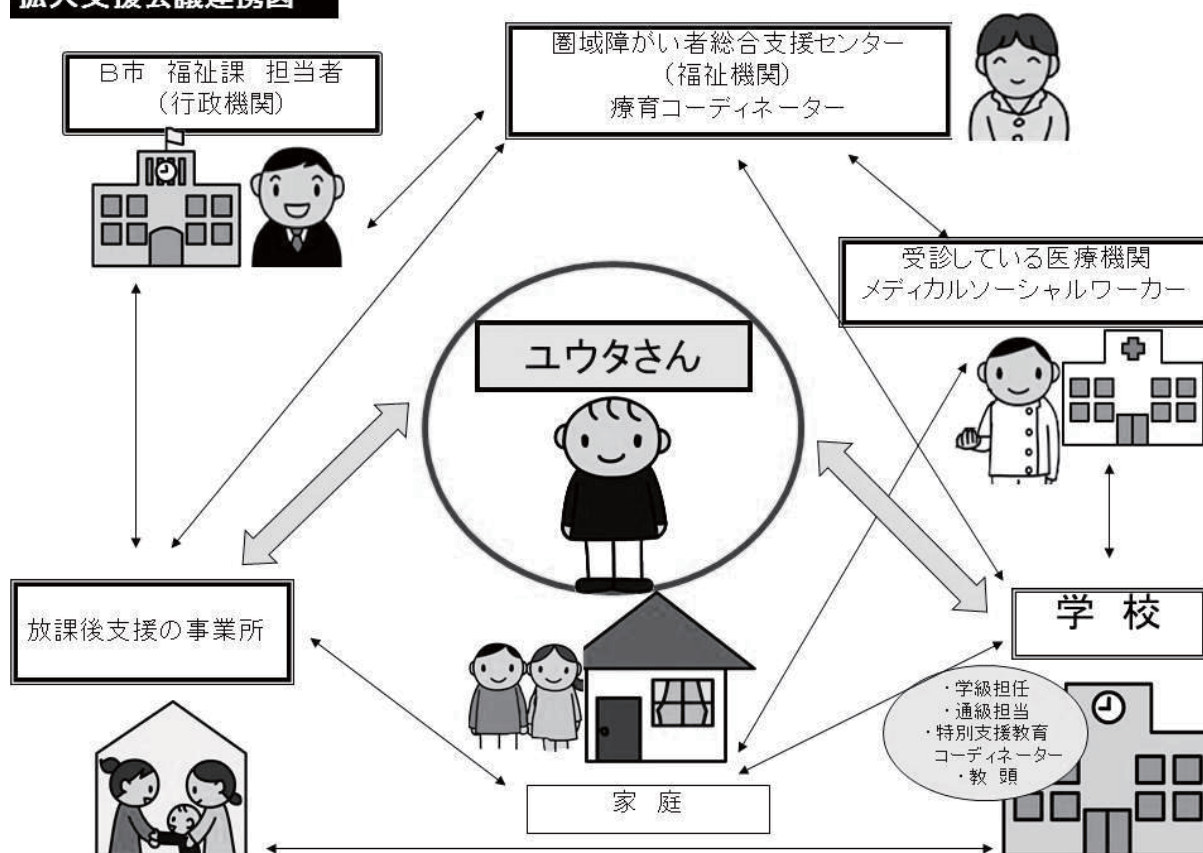 拡大支援会議連携図
B市 福祉課 担当者
（行政機関）
圏域障がい者総合支援センター
（福祉機関）
療育コーディネーター
受診している医療機関
メディカルソーシャルワーカー
ユウタさん
放課後支援の事業所
学 校
・学級担任
・通級担当
・特別支援教育
コーディネーター
・教 頭
家 庭